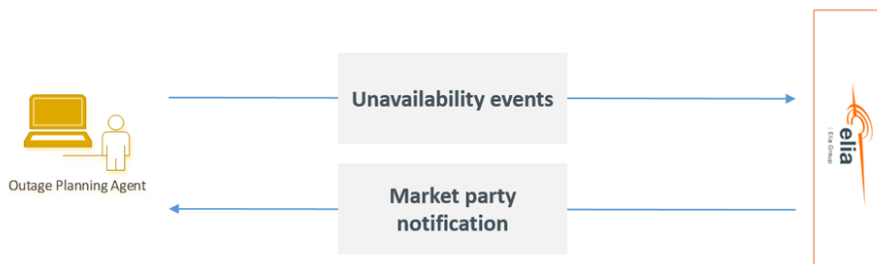 Unavailability events
Outage Planning Agent
Market party
notification
elia
Elia Group